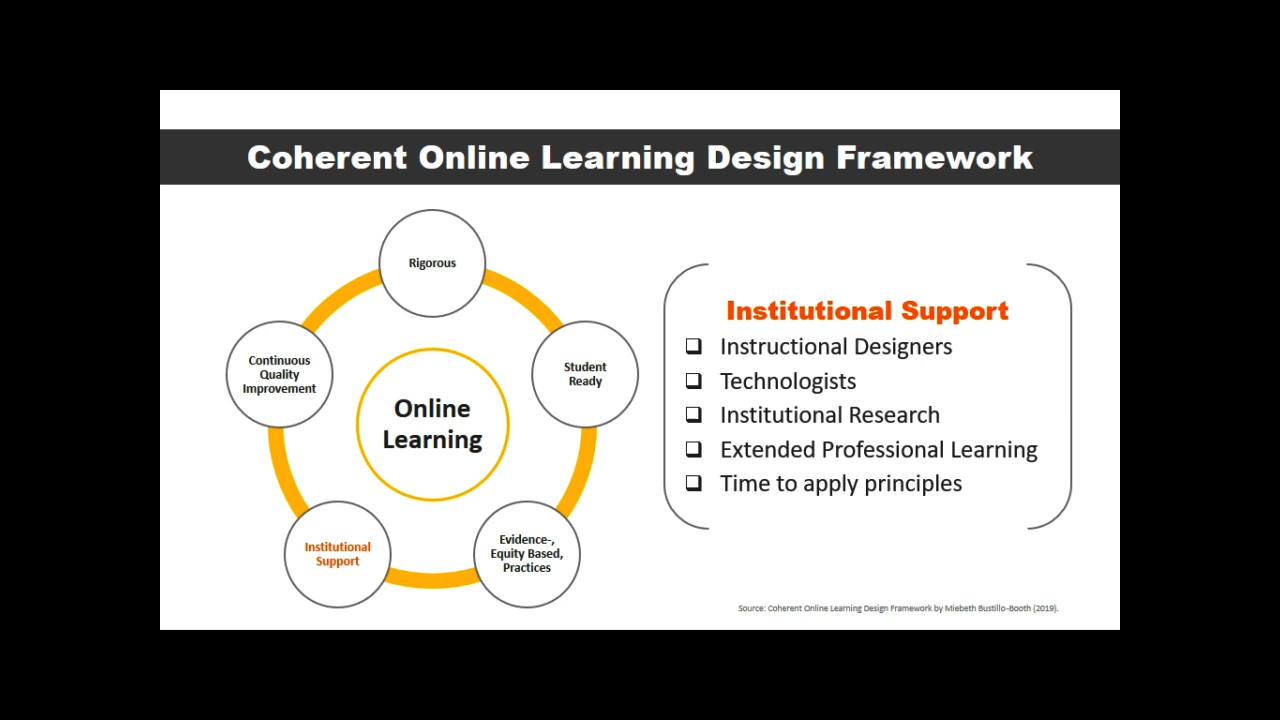 Coherent Online Learning Design Framework
Rigorous
Continuous
Quality
Improvement
Student
Ready
Online
Learning
Institutional
Support
Evidence-,
Equity Based,
Practices
Institutional Support
❑ Instructional Designers
❑ Technologists
❑ Institutional Research
❑ Extended Professional Learning
❑ Time to apply principles
Source: Coherent Online Learning Design Framework by Miebeth Bustillo-Booth (2019).